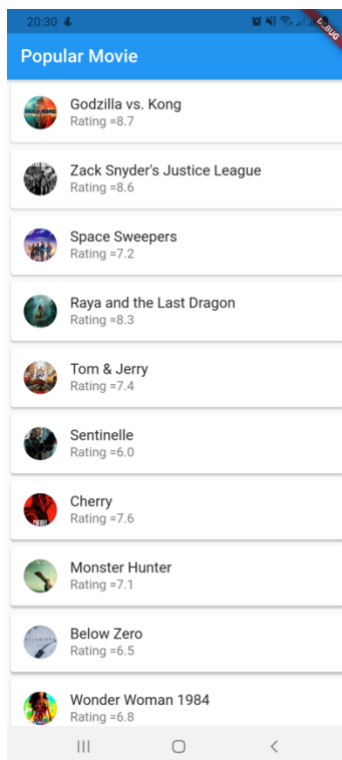 20:30
DEBUG
Popular Movie
Godzilla vs. Kong
Rating =8.7
Zack Snyder's Justice League
Rating =8.6
Space Sweepers
Rating =7.2
Raya and the Last Dragon
Rating =8.3
Tom & Jerry
Rating =7.4
Sentinelle
Rating =6.0
Cherry
Rating =7.6
CHERRY
Monster Hunter
Rating =7.1
Below Zero
Rating =6.5
Wonder Woman 1984
Rating =6.8